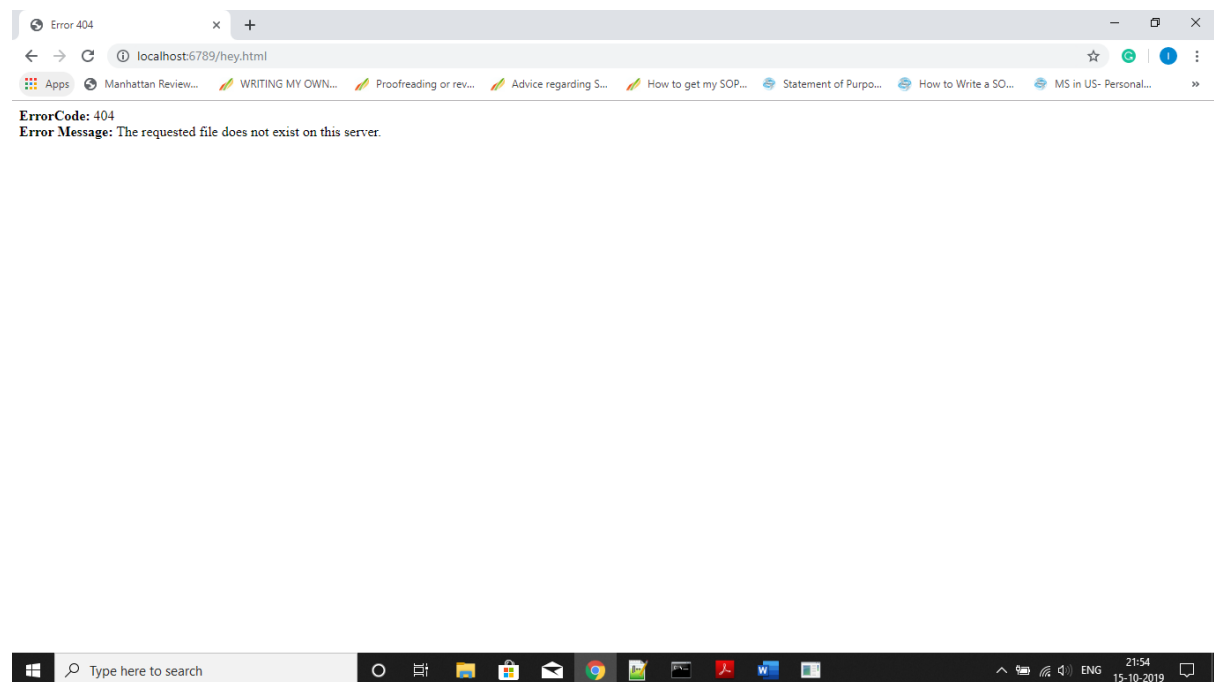 Error 404
localhost:6789/hey.html
Apps Manhattan Review... WRITING MY OWN... Proofreading or rev... Advice regarding S... How to get my SOP... Statement of Purpo... How to Write a SO... MS in US- Personal... »
ErrorCode: 404
Error Message: The requested file does not exist on this server.
Type here to search
ENG 21:54
15-10-2019